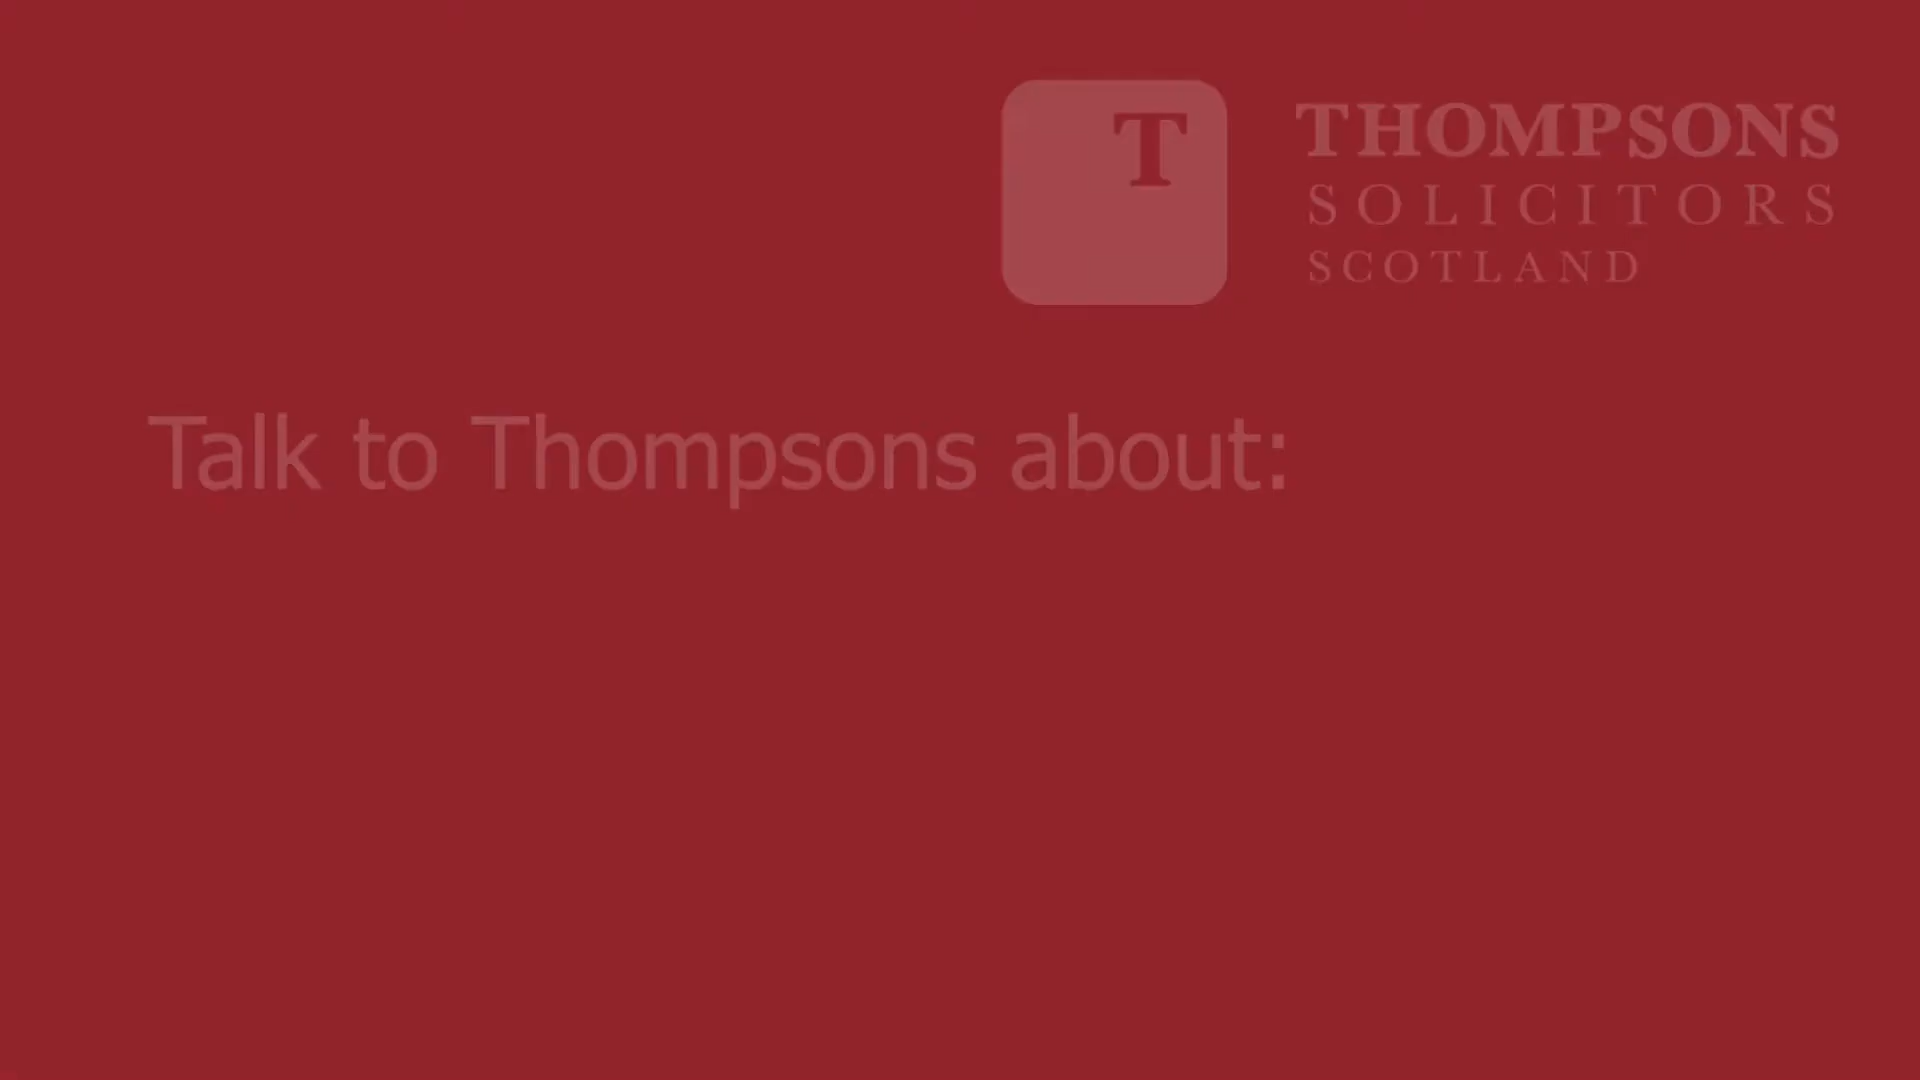 T
THOMPSONS
SOLICITORS
SCOTLAND
Talk to Thompsons about: